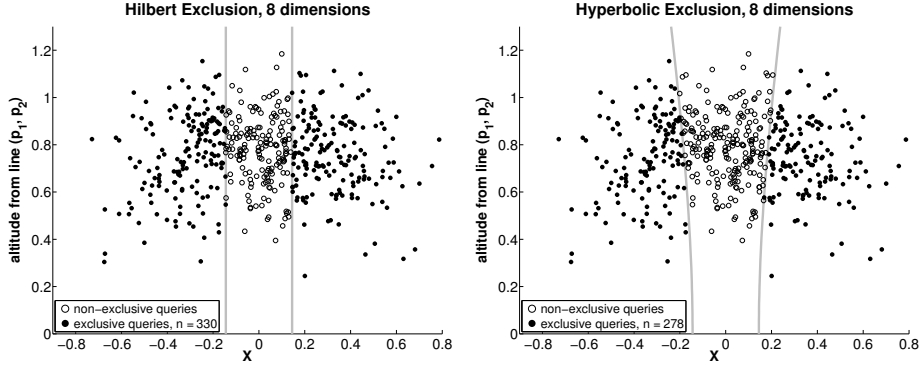 Hilbert Exclusion, 8 dimensions
altitude from line (p1, p2)
1.2
1
0.8
0.6
0.4
0.2
0
non−exclusive queries
exclusive queries, n = 330
−0.8 −0.6 −0.4 −0.2 0 0.2 0.4 0.6 0.8
X
Hyperbolic Exclusion, 8 dimensions
altitude from line (p1, p2)
1.2
1
0.8
0.6
0.4
0.2
0
non−exclusive queries
exclusive queries, n = 278
−0.8 −0.6 −0.4 −0.2 0 0.2 0.4 0.6 0.8
X